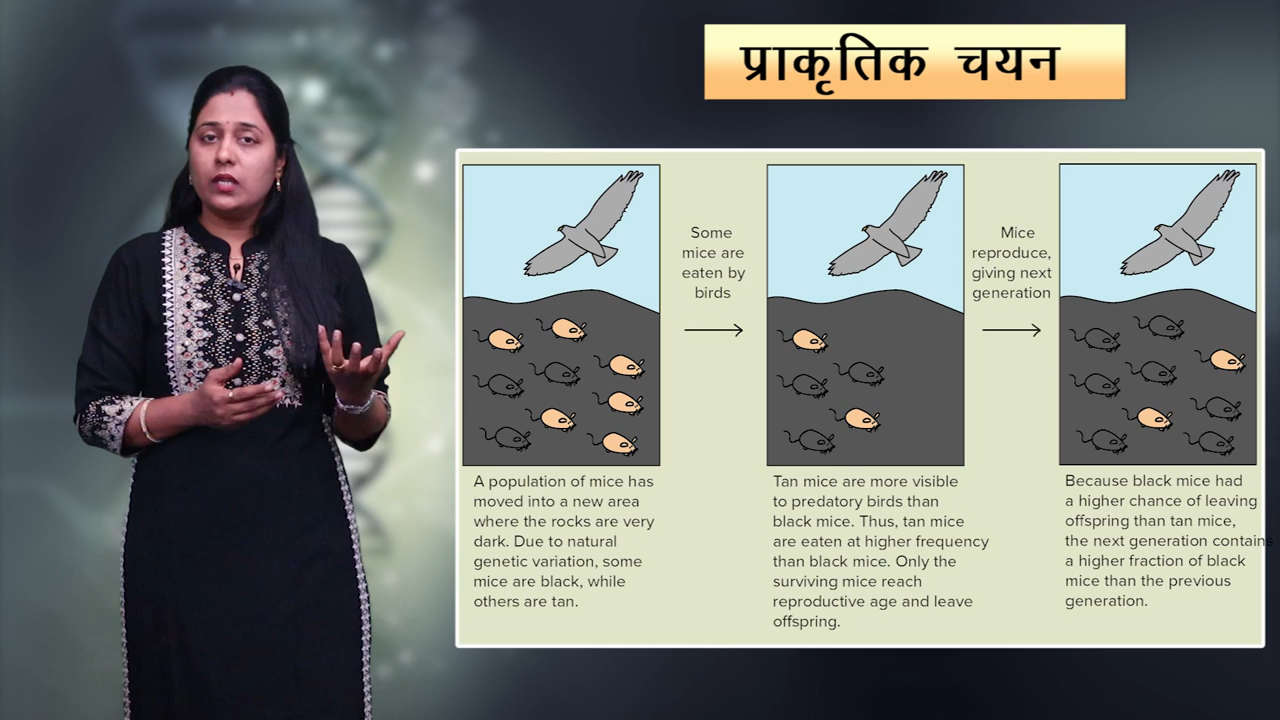 प्राकृतिक चयन
Some
mice are
eaten by
birds
Mice
reproduce,
giving next
generation
A population of mice has
moved into a new area
where the rocks are very
dark. Due to natural
genetic variation, some
mice are black, while
others are tan.
Tan mice are more visible
to predatory birds than
black mice. Thus, tan mice
are eaten at higher frequency
than black mice. Only the
surviving mice reach
reproductive age and leave
offspring.
Because black mice had
a higher chance of leaving
offspring than tan mice,
the next generation contains
a higher fraction of black
mice than the previous
generation.